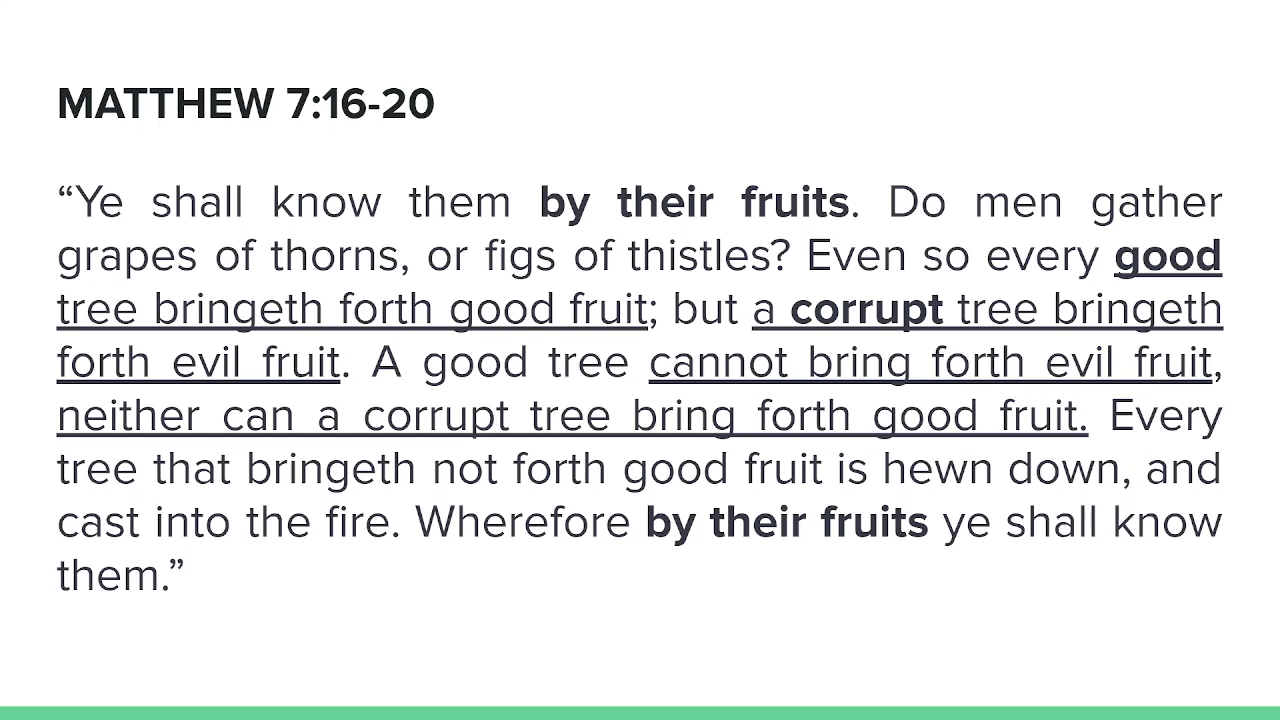 MATTHEW 7:16-20
“Ye shall know them by their fruits. Do men gather
grapes of thorns, or figs of thistles? Even so every good
tree bringeth forth good fruit; but a corrupt tree bringeth
forth evil fruit. A good tree cannot bring forth evil fruit,
neither can a corrupt tree bring forth good fruit. Every
tree that bringeth not forth good fruit is hewn down, and
cast into the fire. Wherefore by their fruits ye shall know
them.”